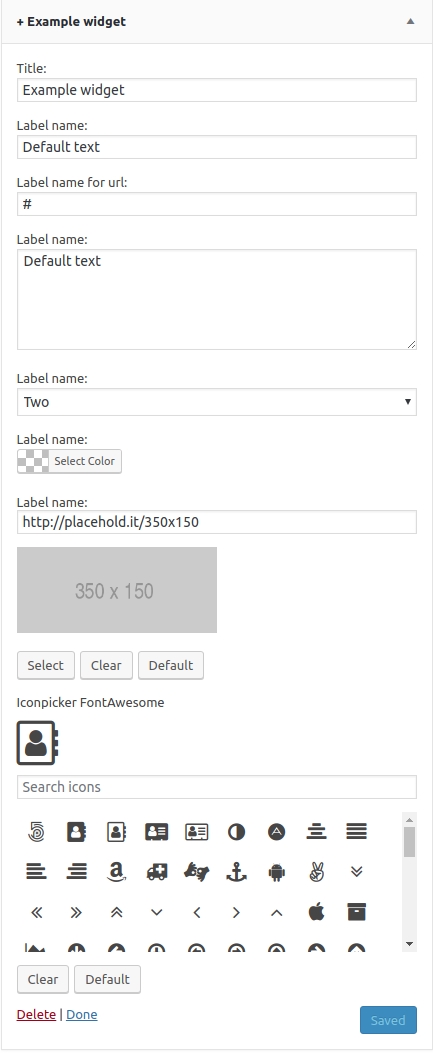 + Example widget
Title:
Example widget
Label name:
Default text
Label name for url:
#
Label name:
Default text
Label name:
Two
Label name:
Select Color
Label name:
http://placehold.it/350x150
350 x 150
Select Clear Default
Iconpicker FontAwesome
Search icons
Clear Default
Delete | Done Saved